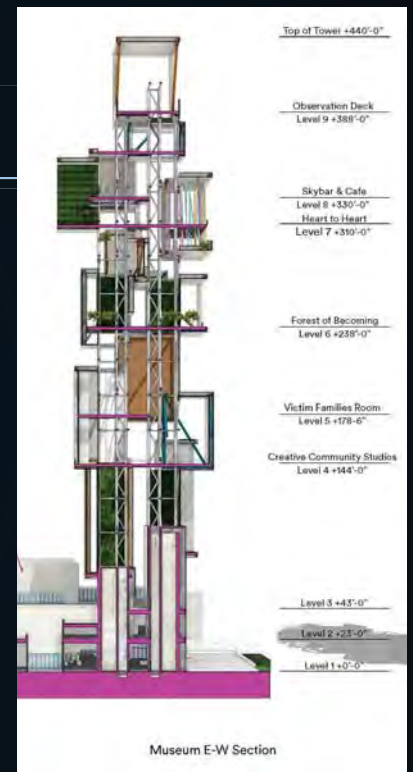 Top of Tower +440'-0"
Observation Deck
Level 9 +388'-0"
Skybar & Cafe
Level 8 +330'-0"
Heart to Heart
Level 7 +310'-0"
Forest of Becoming
Level 6 +238'-0"
Victim Families Room
Level 5 +178-6"
Creative Community Studios
Level 4 +144'-0"
Level 3 +43'-0"
Level 2 +23'-0"
Level 1 +0'-0"
Museum E-W Section